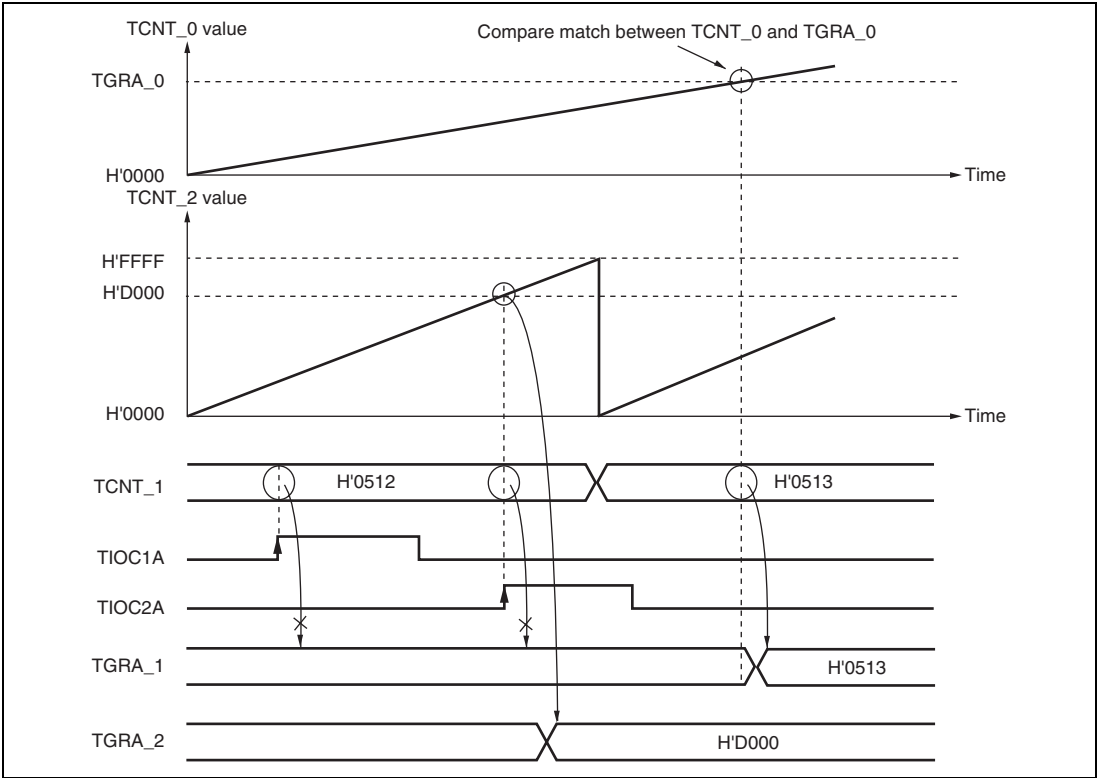 TCNT_0 value
Compare match between TCNT_0 and TGRA_0
TGRA_0
H'0000
Time
TCNT_2 value
H'FFFF
H'D000
H'0000
Time
TCNT_1
H'0512
H'0513
TIOC1A
TIOC2A
TGRA_1
H'0513
TGRA_2
H'D000